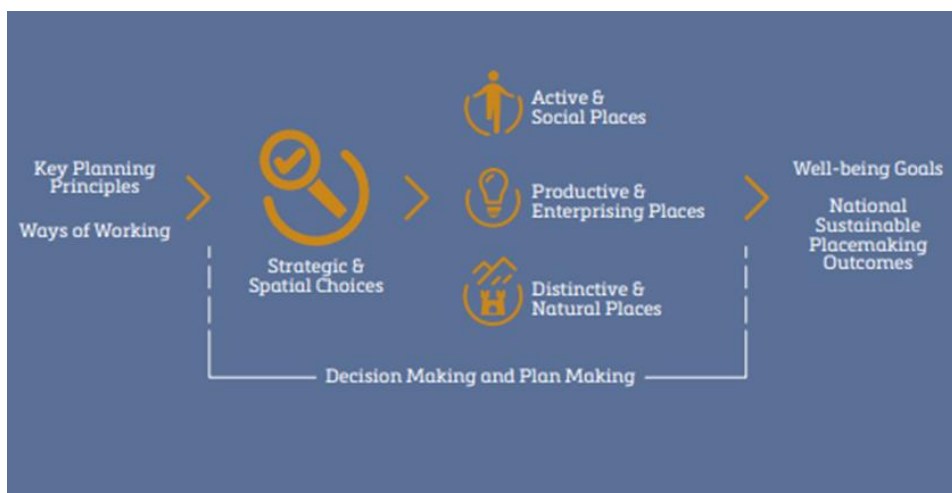 Key Planning
Principles
Ways of Working
Strategic &
Spatial Choices
Active &
Social Places
Productive &
Enterprising Places
Distinctive &
Natural Places
Well-being Goals
National
Sustainable
Placemaking
Outcomes
Decision Making and Plan Making